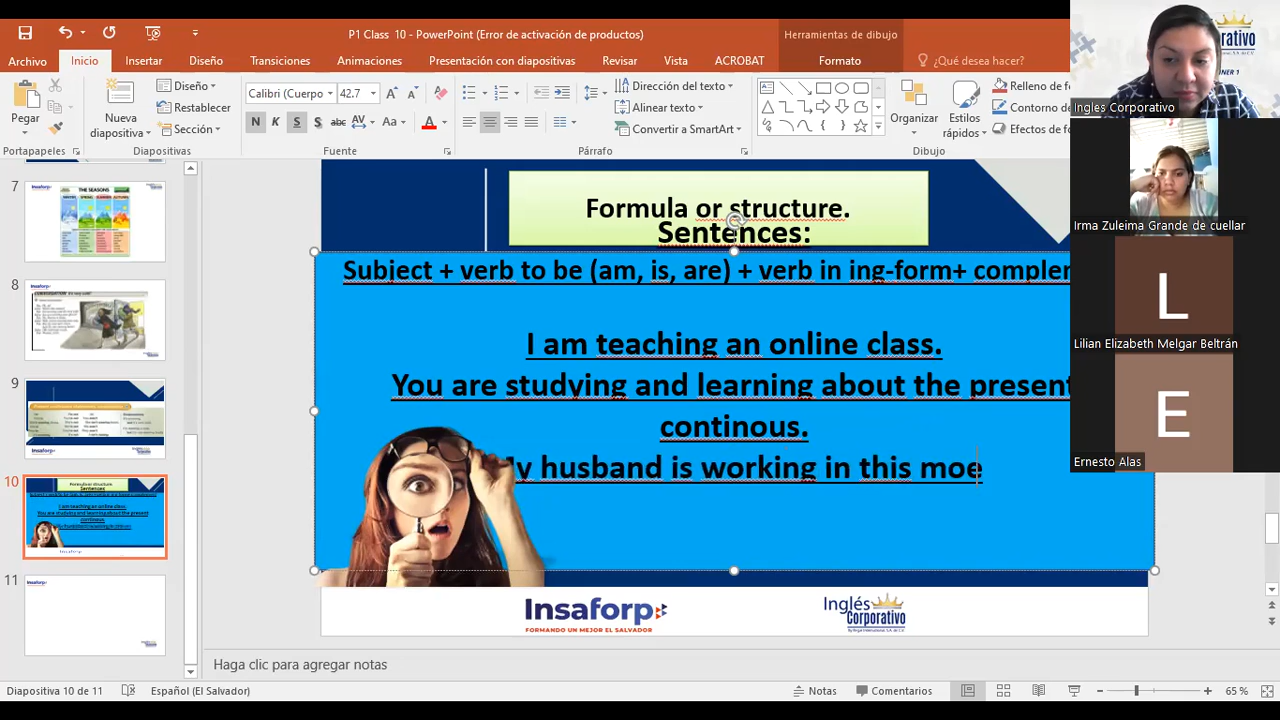 P1 Class 10 - PowerPoint (Error de activación de productos)
Herramientas de dibujo
Archivo
Inicio
Insertar
Diseño
Transiciones
Animaciones
Presentación con diapositivas
Revisar
Vista
ACROBAT
Formato
¿Qué desea hacer?
Pegar
Nueva diapositiva
Diseño
Restablecer
Sección
Calibri (Cuerpo
42.7
N K S S abc AV Aa A
Dirección del texto
Alinear texto
Convertir a SmartArt
Organizar
Estilos rápidos
Relleno de
Contorno de
Efectos de fo
Portapapeles
Diapositivas
Fuente
Párrafo
Dibujo
7
THE SEASONS
8
9
10
11
Formula or structure.
Sentences:
Subject + verb to be (am, is, are) + verb in ing-form+ complem
I am teaching an online class.
You are studying and learning about the present
continous.
y husband is working in this moe
Insaforp
FORMANDO UN MEJOR EL SALVADOR
Inglés
Corporativo
Haga clic para agregar notas
Diapositiva 10 de 11
Español (El Salvador)
Notas
Comentarios
65 %
Ingles Corporativo
Irma Zuleima Grande de cuellar
L
Lilian Elizabeth Melgar Beltrán
E
Ernesto Alas